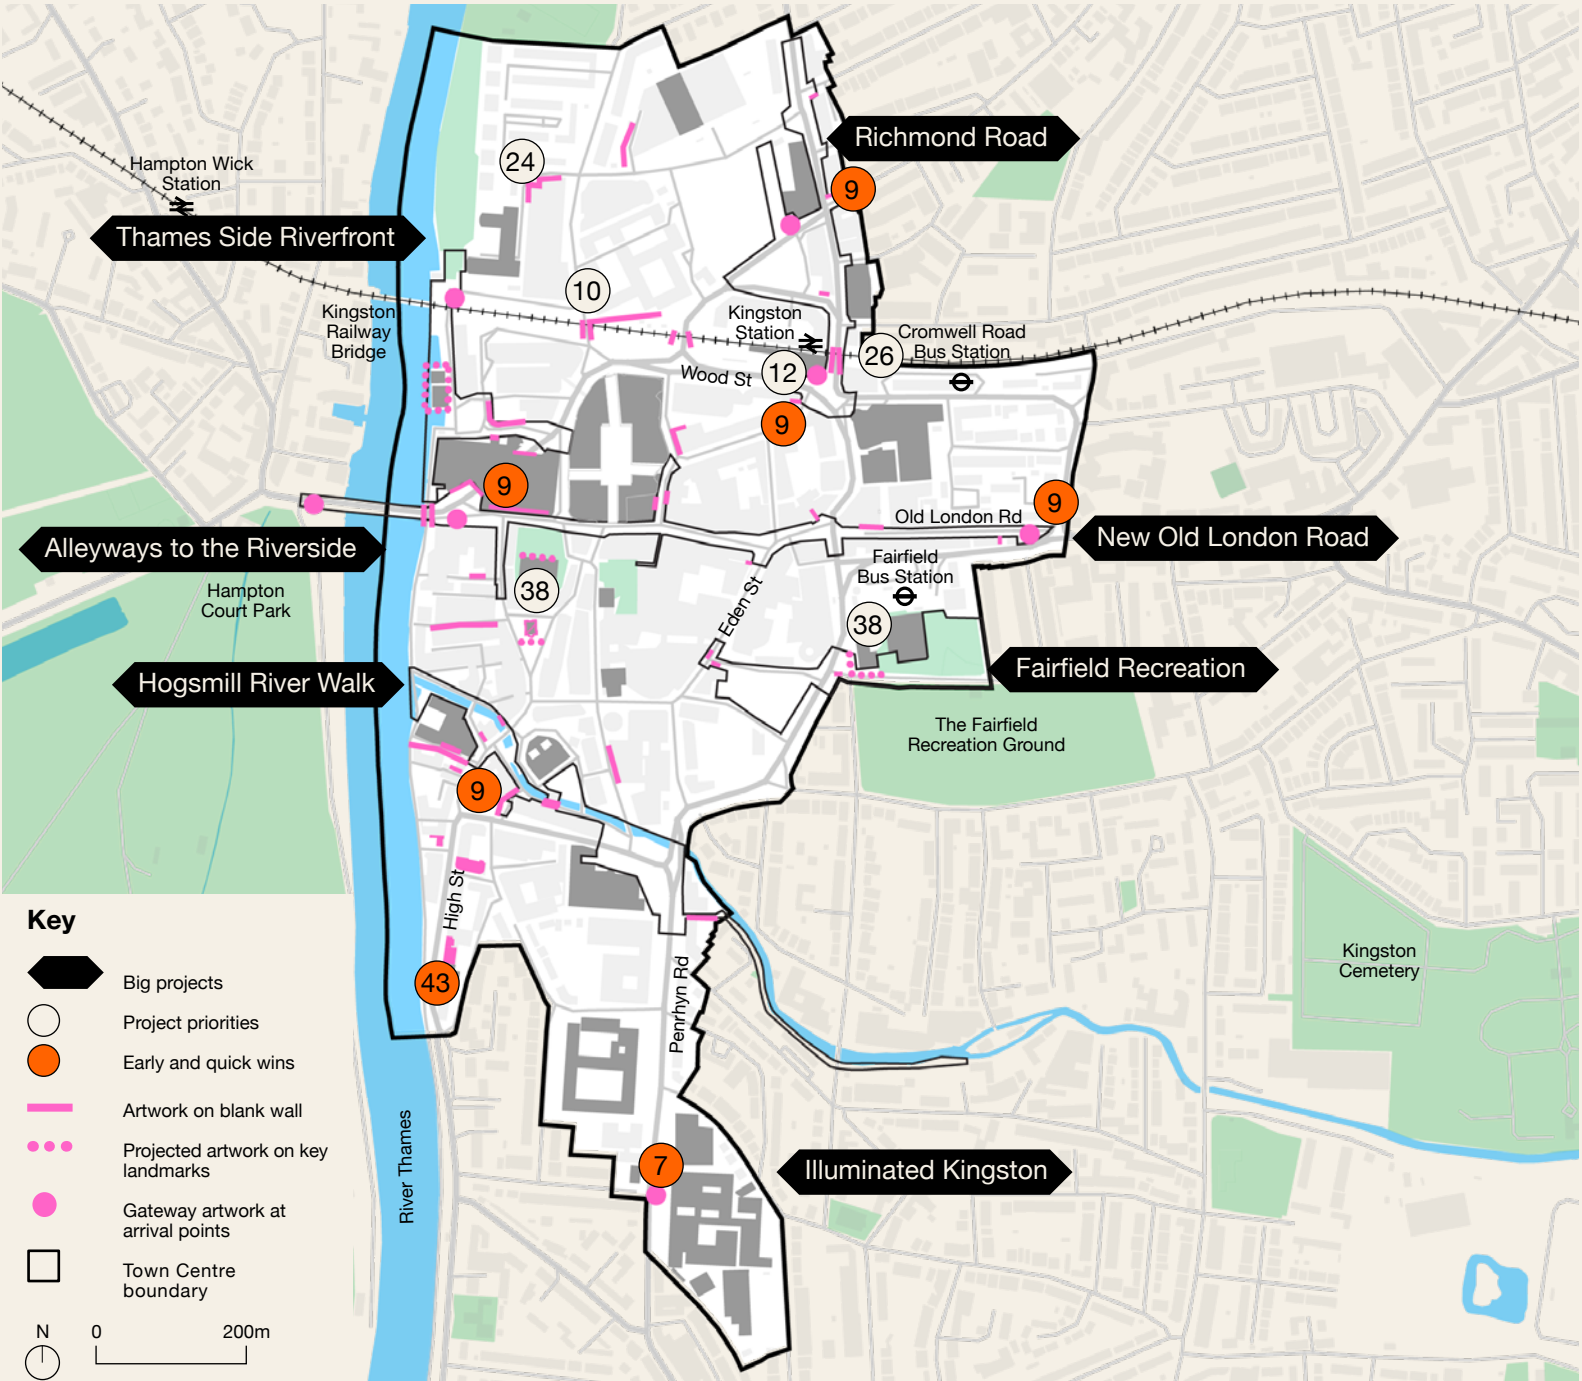 Richmond Road
24
Hampton Wick
Station
9
Thames Side Riverfront
10
Kingston
Railway
Bridge
Kingston
Station
Cromwell Road
Bus Station
26
Wood St
12
9
9
9
Old London Rd
New Old London Road
Alleyways to the Riverside
Fairfield
Bus Station
Hampton
Court Park
38
Eden St
38
Hogsmill River Walk
Fairfield Recreation
The Fairfield
Recreation Ground
9
High St
Kingston
Cemetery
43
Penrhyn Rd
River Thames
7
Illuminated Kingston
Key
Big projects
Project priorities
Early and quick wins
Artwork on blank wall
Projected artwork on key
landmarks
Gateway artwork at
arrival points
Town Centre
boundary
N
0
200m